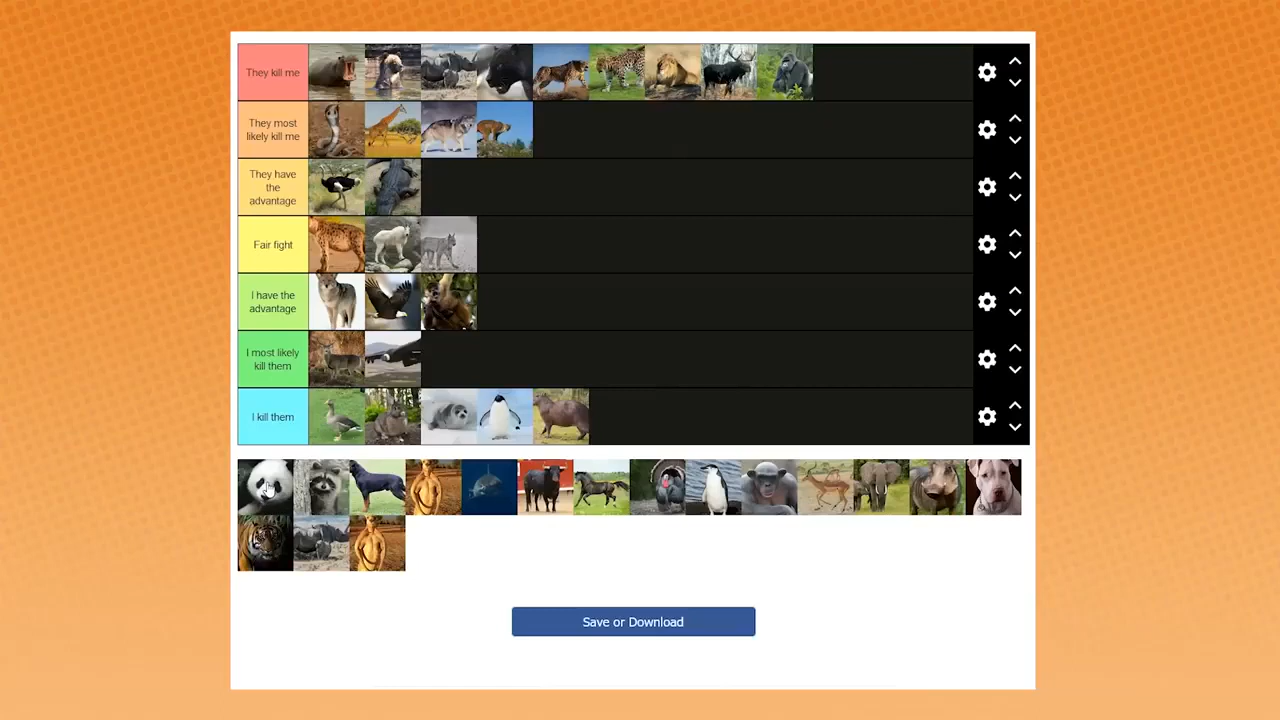 They kill me
They most
likely kill me
They have
the
advantage
Fair fight
I have the
advantage
I most likely
kill them
I kill them
Save or Download